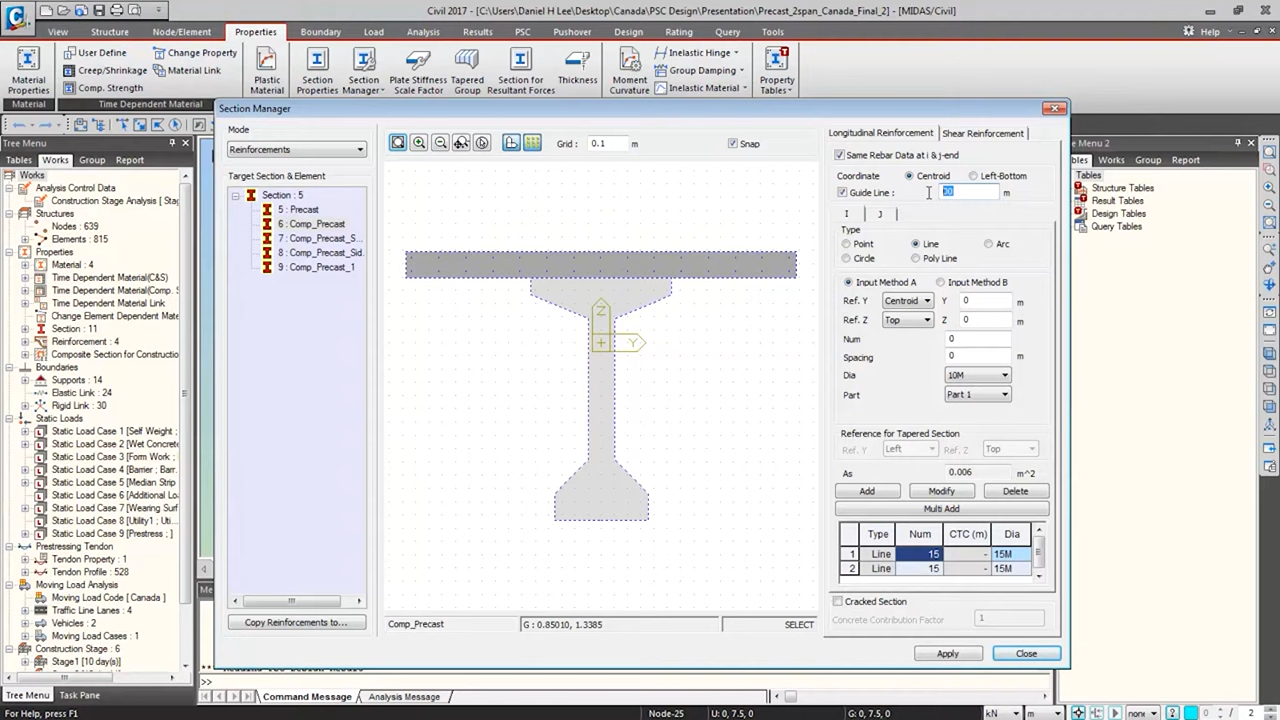 Civil 2017 - [C:\Users\Daniel H Lee\Desktop\Canada\PSC Design\Presentation\Precast_2span_Canada_Final_2] - [MIDAS/Civil]
View Structure Node/Element Properties Boundary Load Analysis Results PSC Pushover Design Rating Query Tools Help
Material Properties
User Define
Creep/Shrinkage
Comp. Strength
Change Property
Material Link
Plastic Material
Section Properties
Section Manager
Plate Stiffness Scale Factor
Tapered Group
Section for Resultant Forces
Thickness
Moment Curvature
Inelastic Hinge
Group Damping
Inelastic Material
Property Tables
Material
Time Dependent Material
Tree Menu
Tables Works Group Report
Works
Analysis Control Data
Construction Stage Analysis [
Structures
Nodes : 639
Elements : 815
Properties
Material : 4
Time Dependent Material(C&S)
Time Dependent Material(Comp.
Time Dependent Material Link
Change Element Dependent Mater
Section : 11
Reinforcement : 4
Composite Section for Constructio
Boundaries
Supports : 14
Elastic Link : 24
Rigid Link : 30
Static Loads
Static Load Case 1 [Self Weight ;
Static Load Case 2 [Wet Concrete
Static Load Case 3 [Form Work ;
Static Load Case 4 [Barrier ; Barr
Static Load Case 5 [Median Strip
Static Load Case 6 [Additional Loa
Static Load Case 7 [Wearing Surf
Static Load Case 8 [Utility1 ; Uti
Static Load Case 9 [Prestress ; ]
Prestressing Tendon
Tendon Property : 1
Tendon Profile : 528
Moving Load Analysis
Moving Load Code [ Canada ]
Traffic Line Lanes : 4
Vehicles : 2
Moving Load Cases : 1
Construction Stage : 6
Stage1 [10 day(s)]
Tree Menu Task Pane
Section Manager
Mode
Reinforcements
Target Section & Element
Section : 5
5 : Precast
6 : Comp_Precast
7 : Comp_Precast_S...
8 : Comp_Precast_Sid.
9 : Comp_Precast_1
Copy Reinforcements to...
Grid : 0.1 m
Snap
Z
Y
Comp_Precast
G : 0.85010, 1.3385
SELECT
Longitudinal Reinforcement Shear Reinforcement
Same Rebar Data at i & j-end
Coordinate Centroid Left-Bottom
Guide Line : m
I J
Type
Point Line Arc
Circle Poly Line
Input Method A Input Method B
Ref. Y Centroid Y 0 m
Ref. Z Top Z 0 m
Num 0
Spacing 0 m
Dia 10M
Part Part 1
Reference for Tapered Section
Ref. Y Left Ref. Z Top
As 0.006 m^2
Add Modify Delete
Multi Add
Type Num CTC (m) Dia
1 Line 15 - 15M
2 Line 15 - 15M
Cracked Section
Concrete Contribution Factor 1
Apply Close
Menu 2
bles Works Group Report
Tables
Structure Tables
Result Tables
Design Tables
Query Tables
>>
Command Message Analysis Message
For Help, press F1
Node-25
U: 0, 7.5, 0
G: 0, 7.5, 0
kN m none 0 / 2